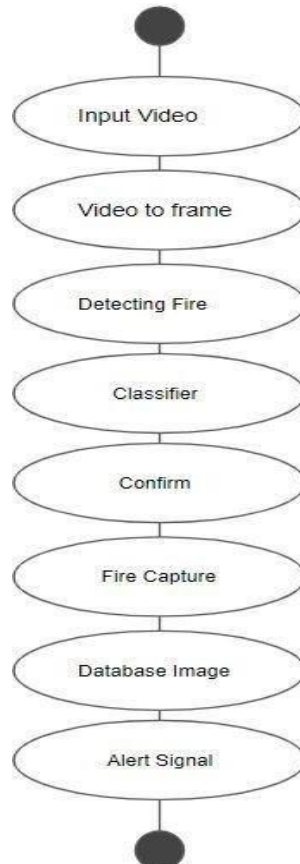 Input Video
Video to frame
Detecting Fire
Classifier
Confirm
Fire Capture
Database Image
Alert Signal